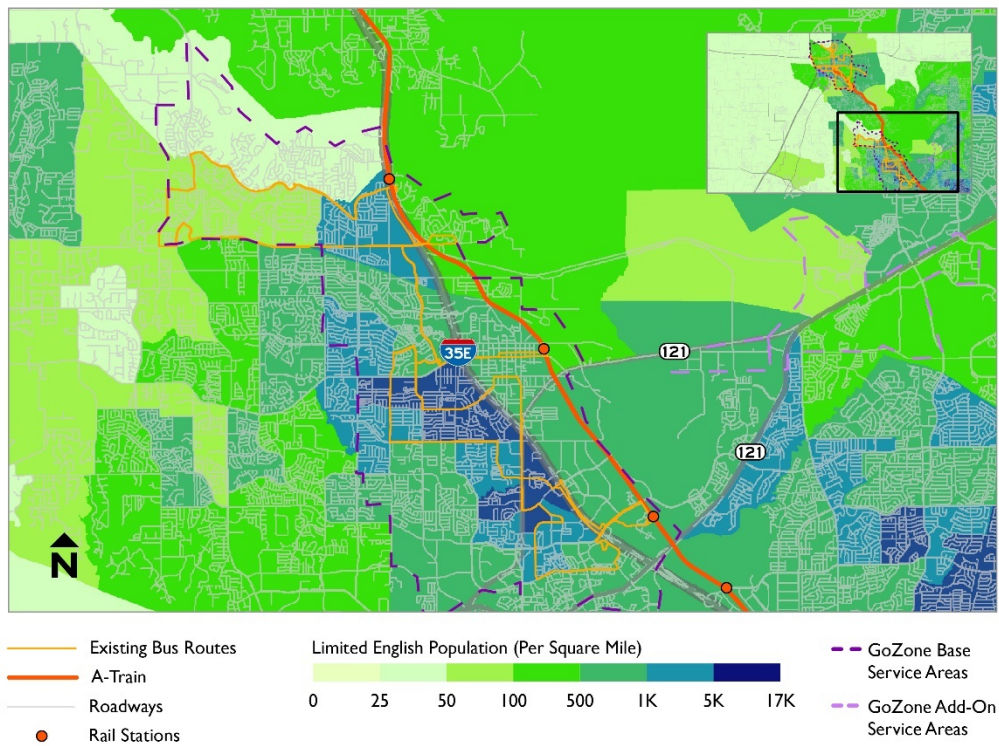 35E
121
121
N
Existing Bus Routes
A-Train
Roadways
Rail Stations
Limited English Population (Per Square Mile)
0 25 50 100 500 1K 5K 17K
GoZone Base
Service Areas
GoZone Add-On
Service Areas